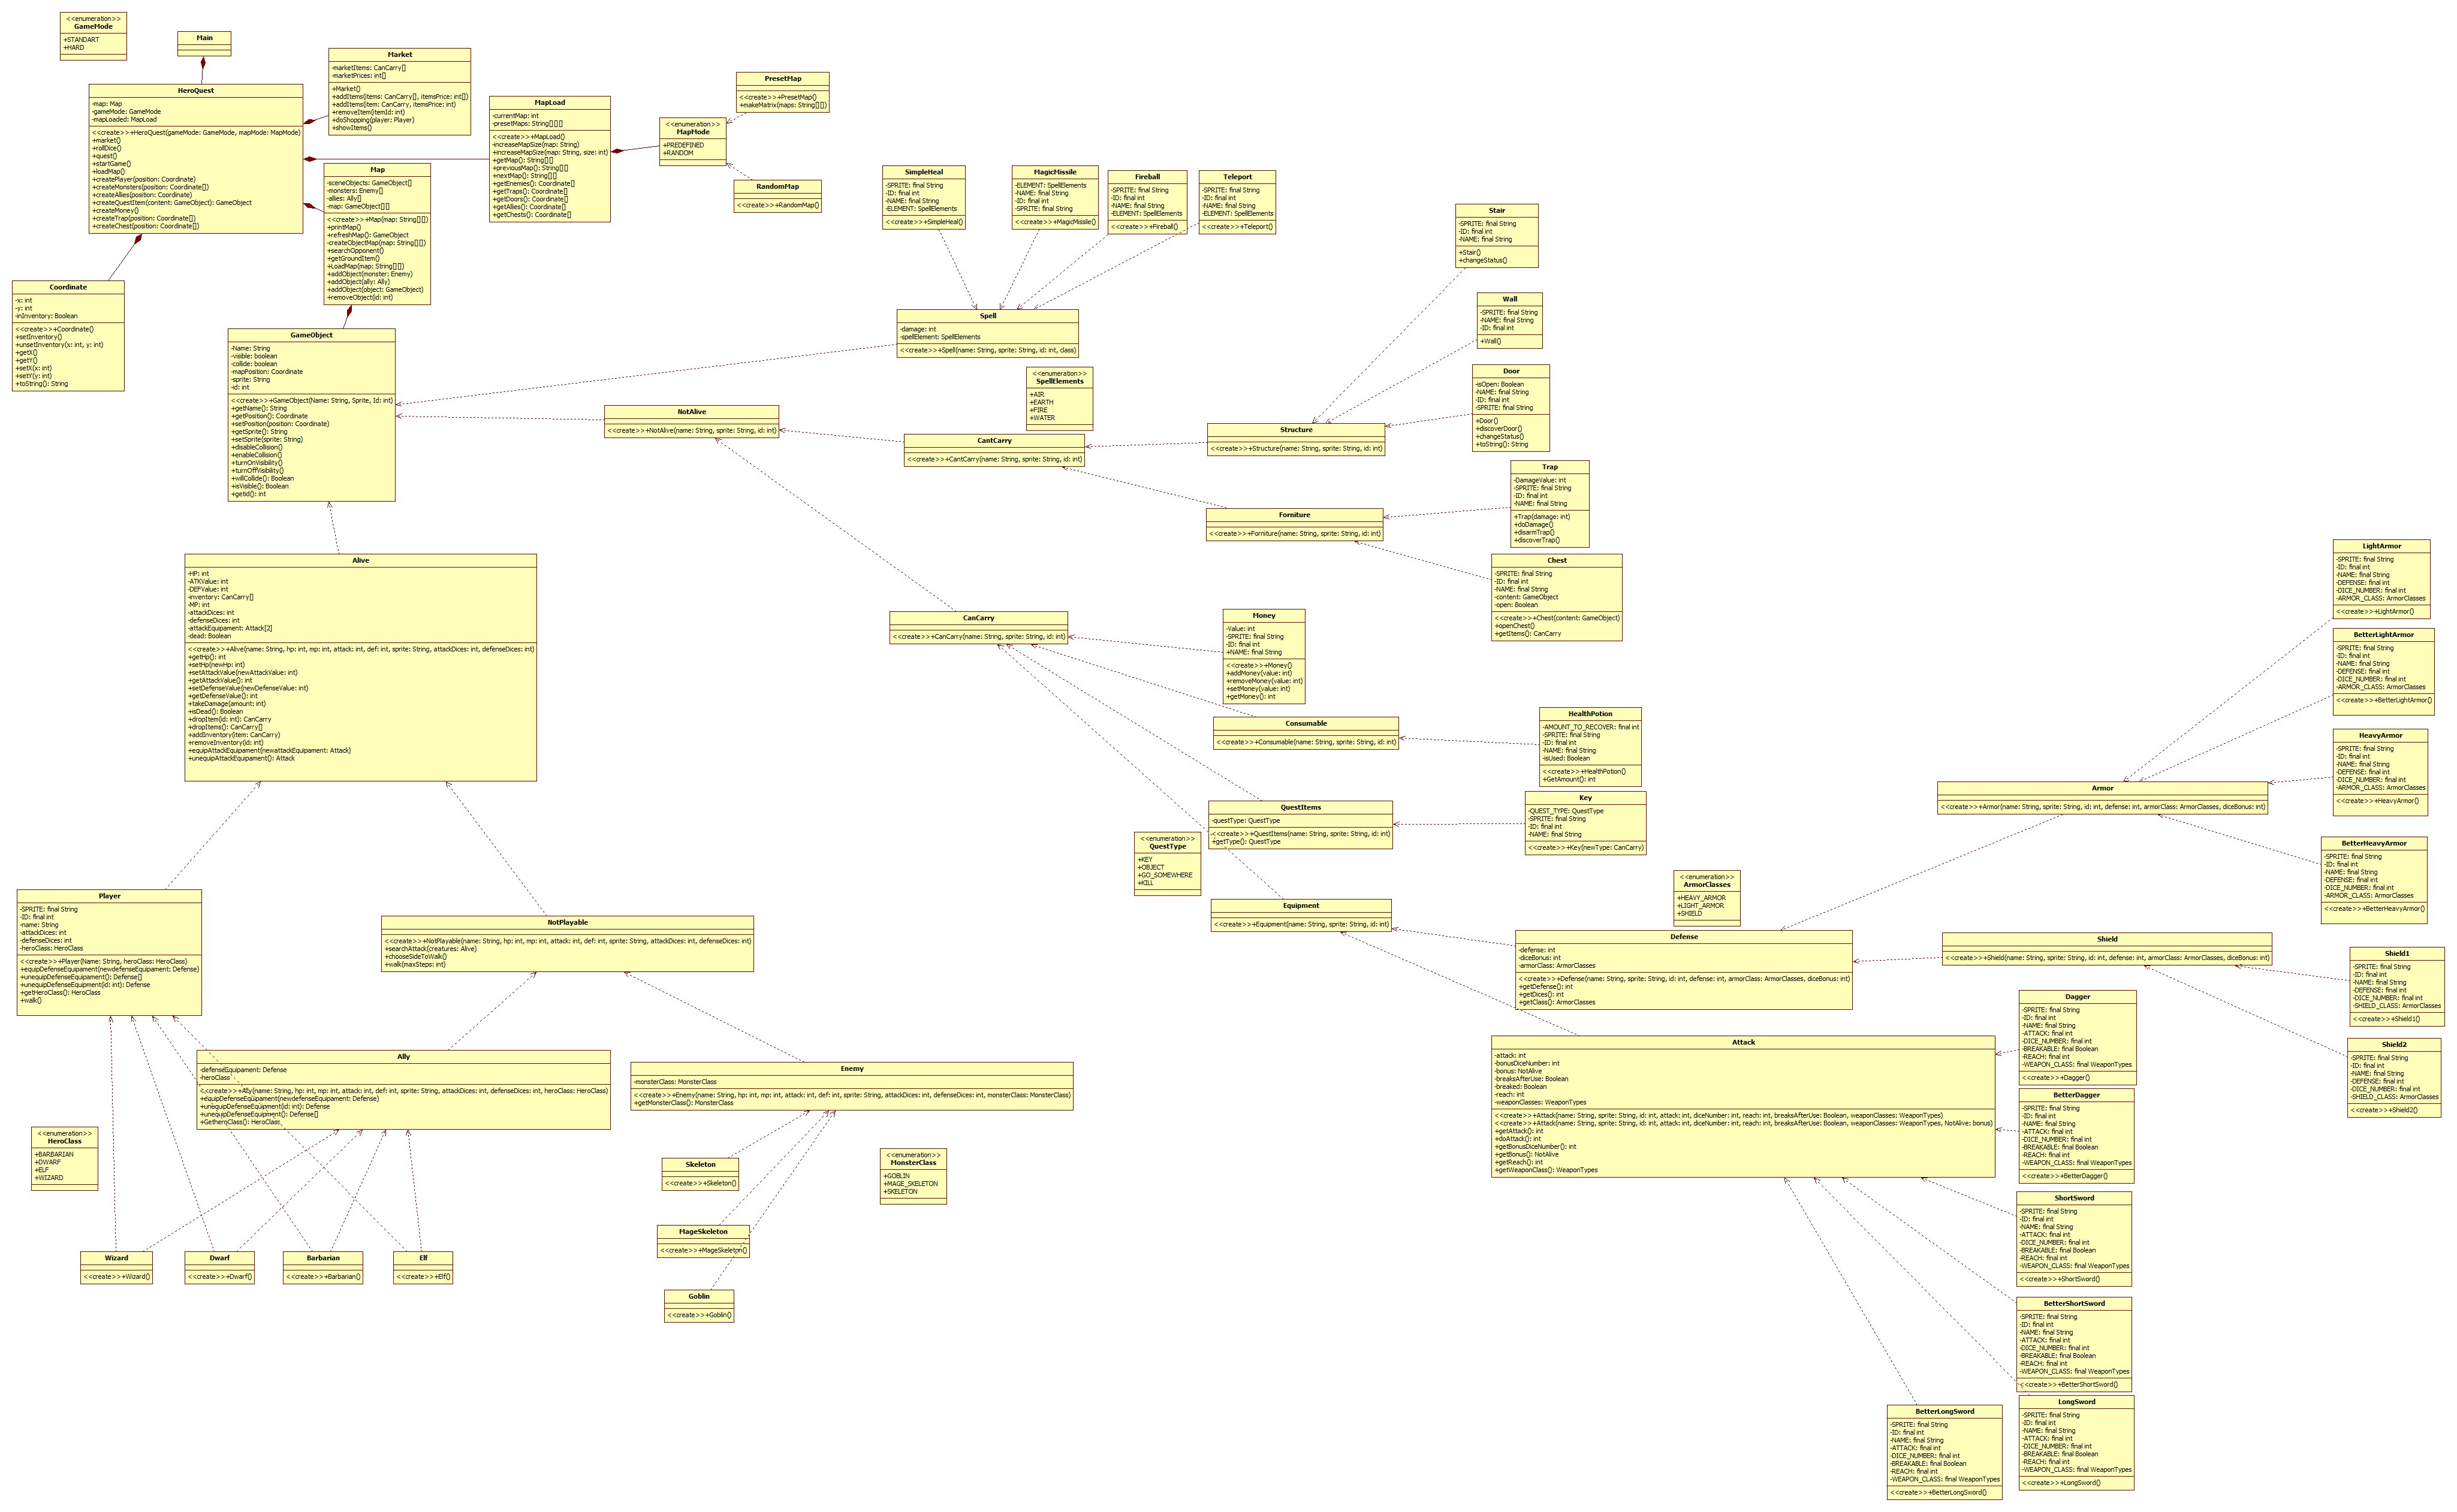 <<enumeration>>
GameMode
+STANDART
+HARD
Main
HeroQuest
-map: Map
-gameMode: GameMode
-mapLoaded: MapLoad
<<create>>+HeroQuest(gameMode: GameMode, mapMode: MapMode)
+market()
+rollDice()
+quest()
+startGame()
+loadMap()
+createPlayer(position: Coordinate)
+createMonsters(position: Coordinate[])
+createAllies(position: Coordinate)
+createQuestItem(content: GameObject): GameObject
+createMoney()
+createTrap(position: Coordinate[])
+createChest(position: Coordinate[])
Market
-marketItems: CanCarry[]
-marketPrices: int[]
+Market()
+addItems(items: CanCarry[], itemsPrice: int[])
+addItems(item: CanCarry, itemsPrice: int)
+removeItem(itemId: int)
+doShopping(player: Player)
+showItems()
MapLoad
-currentMap: int
-presetMaps: String[][][]
<<create>>+MapLoad()
-increaseMapSize(map: String)
-increaseMapSize(map: String, size: int)
+getMap(): String[][]
+previousMap(): String[][]
+nextMap(): String[][]
+getEnemies(): Coordinate[]
+getTraps(): Coordinate[]
+getDoors(): Coordinate[]
+getAllies(): Coordinate[]
+getChests(): Coordinate[]
<<enumeration>>
MapMode
+PREDEFINED
+RANDOM
PresetMap
<<create>>+PresetMap()
+makeMatrix(maps: String[][])
RandomMap
<<create>>+RandomMap()
Map
-sceneObjects: GameObject[]
-monsters: Enemy[]
-allies: Ally[]
-map: GameObject[][]
<<create>>+Map(map: String[][])
+printMap()
+refreshMap(): GameObject
-createObjectMap(map: String[][])
+searchOpponent()
+getGroundItem()
+LoadMap(map: String[][])
+addObject(monster: Enemy)
+addObject(ally: Ally)
+addObject(object: GameObject)
+removeObject(id: int)
Coordinate
-x: int
-y: int
-inInventory: Boolean
<<create>>+Coordinate()
+setInventory()
+unsetInventory(x: int, y: int)
+getX()
+getY()
+setX(x: int)
+setY(y: int)
+toString(): String
GameObject
-Name: String
-visible: boolean
-collide: boolean
-mapPosition: Coordinate
-sprite: String
-id: int
<<create>>+GameObject(Name: String, Sprite, Id: int)
+getName(): String
+getPosition(): Coordinate
+setPosition(position: Coordinate)
+getSprite(): String
+setSprite(sprite: String)
+disableCollision()
+enableCollision()
+turnOnVisibility()
+turnOffVisibility()
+willCollide(): Boolean
+isVisible(): Boolean
+getid(): int
SimpleHeal
-SPRITE: final String
-ID: final int
-NAME: final String
-ELEMENT: SpellElements
<<create>>+SimpleHeal()
MagicMissile
-ELEMENT: SpellElements
-NAME: final String
-ID: final int
-SPRITE: final String
<<create>>+MagicMissile()
Fireball
-SPRITE: final String
-ID: final int
-NAME: final String
-ELEMENT: SpellElements
<<create>>+Fireball()
Teleport
-SPRITE: final String
-ID: final int
-NAME: final String
-ELEMENT: SpellElements
<<create>>+Teleport()
Spell
-damage: int
-spellElement: SpellElements
<<create>>+Spell(name: String, sprite: String, id: int, class)
<<enumeration>>
SpellElements
+AIR
+EARTH
+FIRE
+WATER
NotAlive
<<create>>+NotAlive(name: String, sprite: String, id: int)
CantCarry
<<create>>+CantCarry(name: String, sprite: String, id: int)
Structure
<<create>>+Structure(name: String, sprite: String, id: int)
Stair
-SPRITE: final String
-ID: final int
-NAME: final String
+Stair()
+changeStatus()
Wall
-SPRITE: final String
-NAME: final String
-ID: final int
+Wall()
Door
-isOpen: Boolean
-NAME: final String
-ID: final int
-SPRITE: final String
+Door()
+discoverDoor()
+changeStatus()
+toString(): String
Forniture
<<create>>+Forniture(name: String, sprite: String, id: int)
Trap
-DamageValue: int
-SPRITE: final String
-ID: final int
-NAME: final String
+Trap(damage: int)
+doDamage()
+disarmTrap()
+discoverTrap()
Chest
-SPRITE: final String
-ID: final int
-NAME: final String
-content: GameObject
-open: Boolean
<<create>>+Chest(content: GameObject)
+openChest()
+getItems(): CanCarry
Alive
-HP: int
-ATKValue: int
-DEFValue: int
-inventory: CanCarry[]
-MP: int
-attackDices: int
-defenseDices: int
-attackEquipament: Attack[2]
-dead: Boolean
<<create>>+Alive(name: String, hp: int, mp: int, attack: int, def: int, sprite: String, attackDices: int, defenseDices: int)
+getHp(): int
+setHp(newHp: int)
+setAttackValue(newAttackValue: int)
+getAttackValue(): int
+setDefenseValue(newDefenseValue: int)
+getDefenseValue(): int
+takeDamage(amount: int)
+isDead(): Boolean
+dropItem(id: int): CanCarry
+dropItems(): CanCarry[]
+addInventory(item: CanCarry)
+removeInventory(id: int)
+equipAttackEquipament(newattackEquipament: Attack)
+unequipAttackEquipament(): Attack
CanCarry
<<create>>+CanCarry(name: String, sprite: String, id: int)
Money
-Value: int
-SPRITE: final String
-ID: final int
+NAME: final String
<<create>>+Money()
+addMoney(value: int)
+removeMoney(value: int)
+setMoney(value: int)
+getMoney(): int
Consumable
<<create>>+Consumable(name: String, sprite: String, id: int)
HealthPotion
-AMOUNT_TO_RECOVER: final int
-SPRITE: final String
-ID: final int
-NAME: final String
-isUsed: Boolean
<<create>>+HealthPotion()
+GetAmount(): int
QuestItems
-questType: QuestType
<<create>>+QuestItems(name: String, sprite: String, id: int)
+getType(): QuestType
Key
-QUEST_TYPE: QuestType
-SPRITE: final String
-ID: final int
-NAME: final String
<<create>>+Key(newType: CanCarry)
<<enumeration>>
QuestType
+KEY
+OBJECT
+GO_SOMEWHERE
+KILL
Equipment
<<create>>+Equipment(name: String, sprite: String, id: int)
<<enumeration>>
ArmorClasses
+HEAVY_ARMOR
+LIGHT_ARMOR
+SHIELD
Defense
-defense: int
-diceBonus: int
-armorClass: ArmorClasses
<<create>>+Defense(name: String, sprite: String, id: int, defense: int, armorClass: ArmorClasses, diceBonus: int)
+getDefense(): int
+getDices(): int
+getClass(): ArmorClasses
Armor
<<create>>+Armor(name: String, sprite: String, id: int, defense: int, armorClass: ArmorClasses, diceBonus: int)
LightArmor
-SPRITE: final String
-ID: final int
-NAME: final String
-DEFENSE: final int
-DICE_NUMBER: final int
-ARMOR_CLASS: ArmorClasses
<<create>>+LightArmor()
BetterLightArmor
-SPRITE: final String
-ID: final int
-NAME: final String
-DEFENSE: final int
-DICE_NUMBER: final int
-ARMOR_CLASS: ArmorClasses
<<create>>+BetterLightArmor()
HeavyArmor
-SPRITE: final String
-ID: final int
-NAME: final String
-DEFENSE: final int
-DICE_NUMBER: final int
-ARMOR_CLASS: ArmorClasses
<<create>>+HeavyArmor()
BetterHeavyArmor
-SPRITE: final String
-ID: final int
-NAME: final String
-DEFENSE: final int
-DICE_NUMBER: final int
-ARMOR_CLASS: ArmorClasses
<<create>>+BetterHeavyArmor()
Shield
<<create>>+Shield(name: String, sprite: String, id: int, defense: int, armorClass: ArmorClasses, diceBonus: int)
Shield1
-SPRITE: final String
-ID: final int
-NAME: final String
-DEFENSE: final int
-DICE_NUMBER: final int
-SHIELD_CLASS: ArmorClasses
<<create>>+Shield1()
Shield2
-SPRITE: final String
-ID: final int
-NAME: final String
-DEFENSE: final int
-DICE_NUMBER: final int
-SHIELD_CLASS: ArmorClasses
<<create>>+Shield2()
Player
-SPRITE: final String
-ID: final int
-name: String
-attackDices: int
-defenseDices: int
-heroClass: HeroClass
<<create>>+Player(Name: String, heroClass: HeroClass)
+equipDefenseEquipament(newdefenseEquipament: Defense)
+unequipDefenseEquipament(): Defense[]
+unequipDefenseEquipment(id: int): Defense
+getHeroClass(): HeroClass
+walk()
NotPlayable
<<create>>+NotPlayable(name: String, hp: int, mp: int, attack: int, def: int, sprite: String, attackDices: int, defenseDices: int)
+searchAttack(creatures: Alive)
+chooseSideToWalk()
+walk(maxSteps: int)
Ally
-defenseEquipament: Defense
-heroClass
<<create>>+Ally(name: String, hp: int, mp: int, attack: int, def: int, sprite: String, attackDices: int, defenseDices: int, heroClass: HeroClass)
+equipDefenseEquipament(newdefenseEquipament: Defense)
+unequipDefenseEquipment(id: int): Defense
+unequipDefenseEquipment(): Defense[]
+GetheroClass(): HeroClass
Enemy
-monsterClass: MonsterClass
<<create>>+Enemy(name: String, hp: int, mp: int, attack: int, def: int, sprite: String, attackDices: int, defenseDices: int, monsterClass: MonsterClass)
+getMonsterClass(): MonsterClass
<<enumeration>>
HeroClass
+BARBARIAN
+DWARF
+ELF
+WIZARD
Wizard
<<create>>+Wizard()
Dwarf
<<create>>+Dwarf()
Barbarian
<<create>>+Barbarian()
Elf
<<create>>+Elf()
Skeleton
<<create>>+Skeleton()
MageSkeleton
<<create>>+MageSkeleton()
Goblin
<<create>>+Goblin()
<<enumeration>>
MonsterClass
+GOBLIN
+MAGE_SKELETON
+SKELETON
Attack
-attack: int
-bonusDiceNumber: int
-bonus: NotAlive
-breaksAfterUse: Boolean
-breaked: Boolean
-reach: int
-weaponClasses: WeaponTypes
<<create>>+Attack(name: String, sprite: String, id: int, attack: int, diceNumber: int, reach: int, breaksAfterUse: Boolean, weaponClasses: WeaponTypes)
<<create>>+Attack(name: String, sprite: String, id: int, attack: int, diceNumber: int, reach: int, breaksAfterUse: Boolean, weaponClasses: WeaponTypes, NotAlive: bonus)
+getAttack(): int
+doAttack(): int
+getBonusDiceNumber(): int
+getBonus(): NotAlive
+getReach(): int
+getWeaponClass(): WeaponTypes
Dagger
-SPRITE: final String
-ID: final int
-NAME: final String
-ATTACK: final int
-DICE_NUMBER: final int
-BREAKABLE: final Boolean
-REACH: final int
-WEAPON_CLASS: final WeaponTypes
<<create>>+Dagger()
BetterDagger
-SPRITE: final String
-ID: final int
-NAME: final String
-ATTACK: final int
-DICE_NUMBER: final int
-BREAKABLE: final Boolean
-REACH: final int
-WEAPON_CLASS: final WeaponTypes
<<create>>+BetterDagger()
ShortSword
-SPRITE: final String
-ID: final int
-NAME: final String
-ATTACK: final int
-DICE_NUMBER: final int
-BREAKABLE: final Boolean
-REACH: final int
-WEAPON_CLASS: final WeaponTypes
<<create>>+ShortSword()
BetterShortSword
-SPRITE: final String
-ID: final int
-NAME: final String
-ATTACK: final int
-DICE_NUMBER: final int
-BREAKABLE: final Boolean
-REACH: final int
-WEAPON_CLASS: final WeaponTypes
<<create>>+BetterShortSword()
LongSword
-SPRITE: final String
-ID: final int
-NAME: final String
-ATTACK: final int
-DICE_NUMBER: final int
-BREAKABLE: final Boolean
-REACH: final int
-WEAPON_CLASS: final WeaponTypes
<<create>>+LongSword()
BetterLongSword
-SPRITE: final String
-ID: final int
-NAME: final String
-ATTACK: final int
-DICE_NUMBER: final int
-BREAKABLE: final Boolean
-REACH: final int
-WEAPON_CLASS: final WeaponTypes
<<create>>+BetterLongSword()